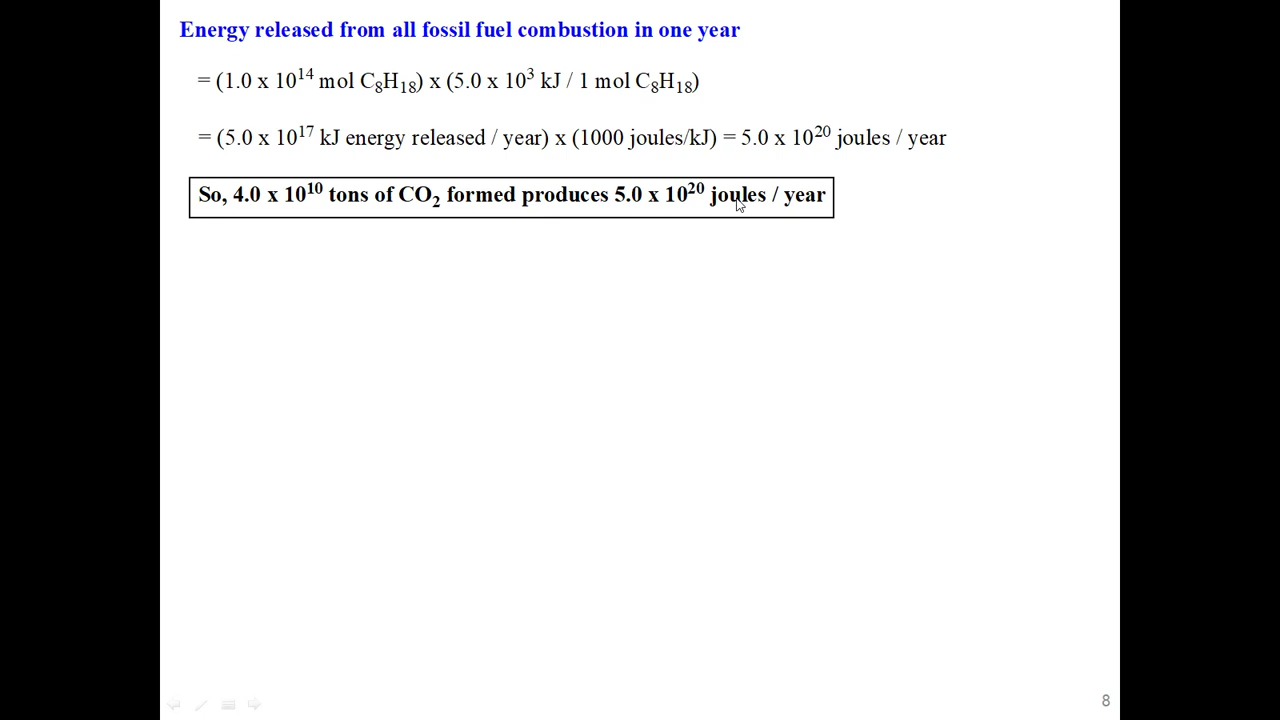 Energy released from all fossil fuel combustion in one year
= (1.0 x 10¹⁴ mol C₈H₁₈) x (5.0 x 10³ kJ / 1 mol C₈H₁₈)
= (5.0 x 10¹⁷ kJ energy released / year) x (1000 joules/kJ) = 5.0 x 10²⁰ joules / year
So, 4.0 x 10¹⁰ tons of CO₂ formed produces 5.0 x 10²⁰ joules / year
8